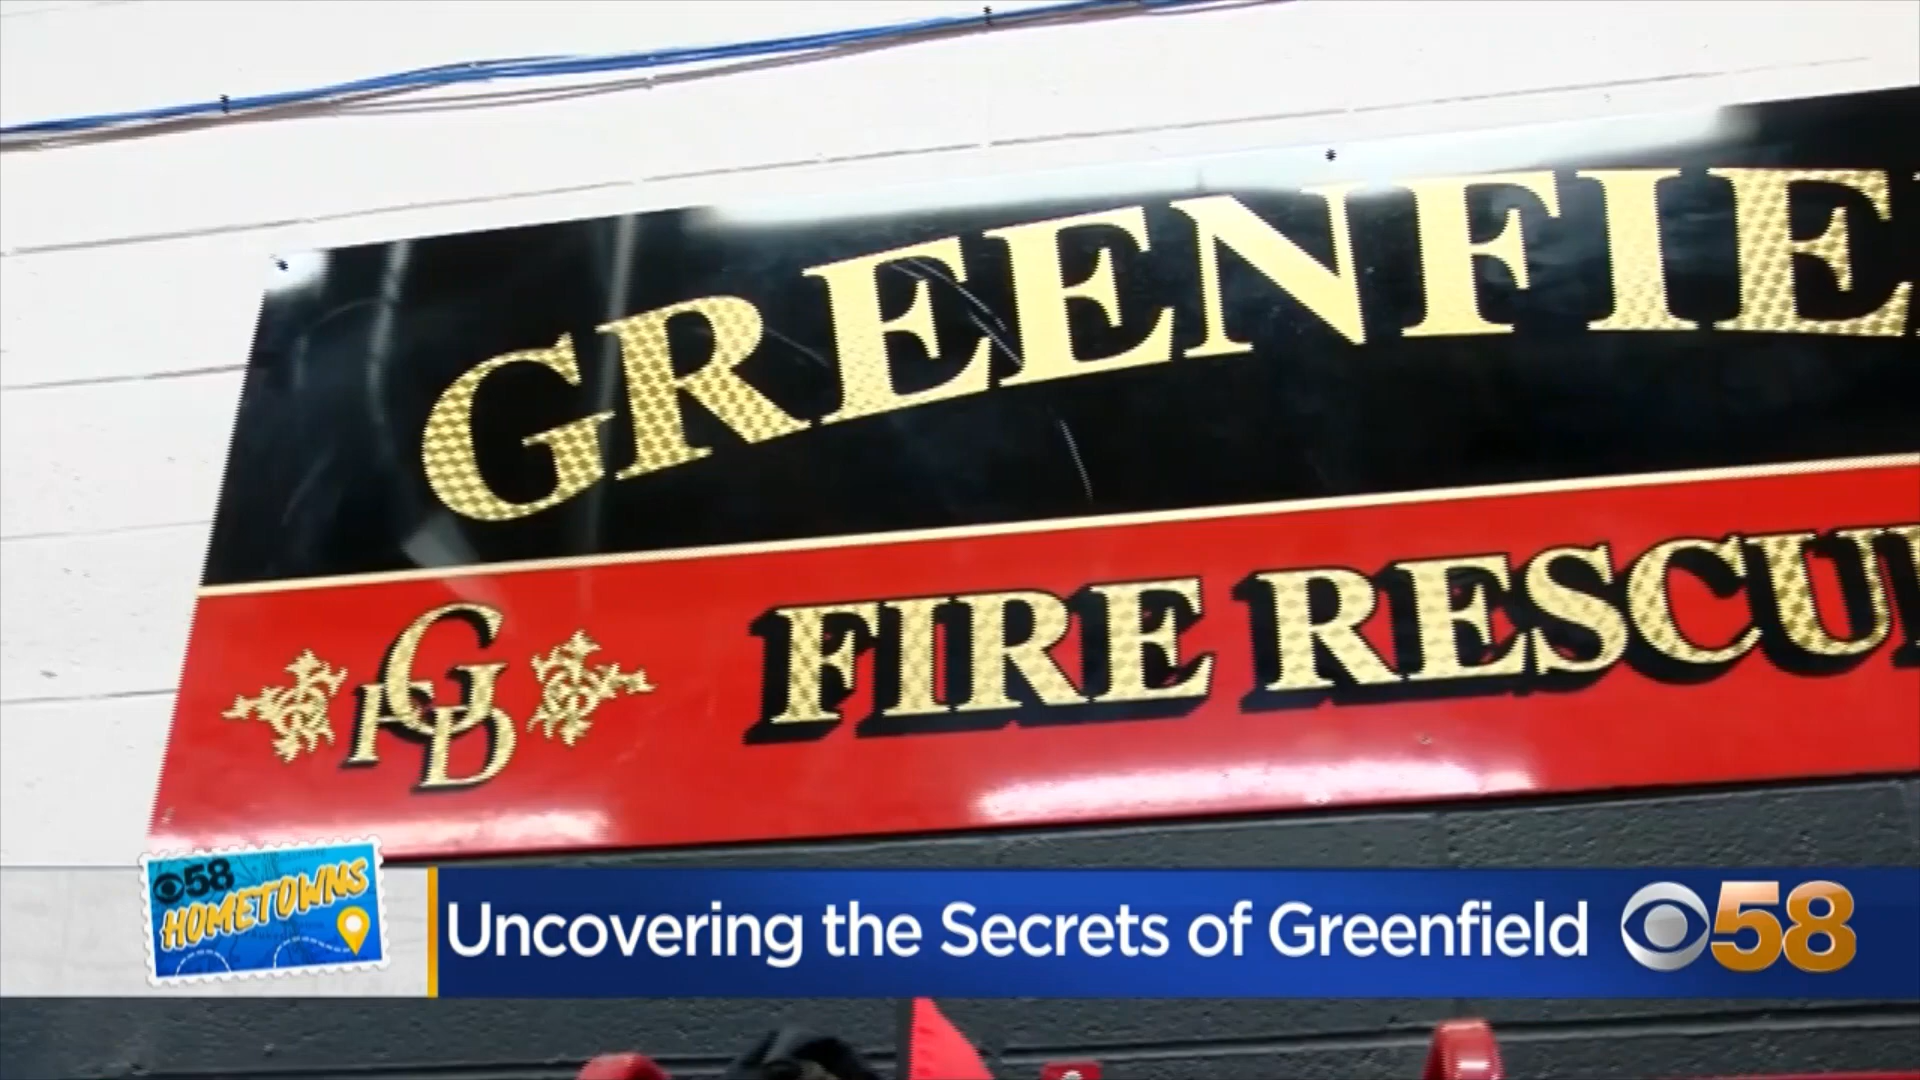 GREENFIE
GFD
FIRE RESCU
58
HOMETOWNS
Uncovering the Secrets of Greenfield
58